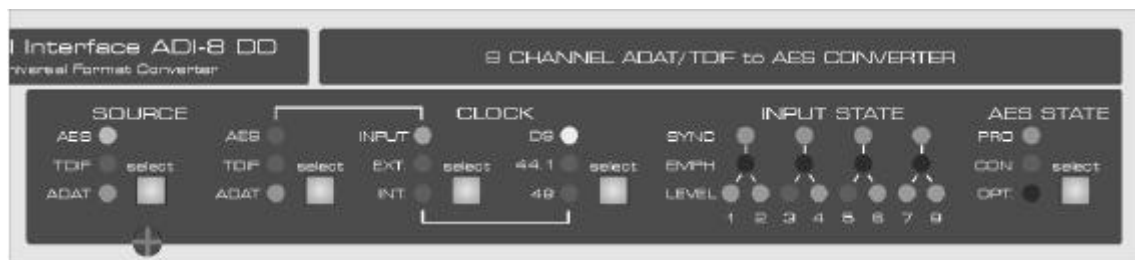 I Interface ADI-8 DD
niversal Format Converter
8 CHANNEL ADAT/TDIF to AES CONVERTER
SOURCE
CLOCK
INPUT STATE
AES STATE
AES AES INPUT DS SYNC PRO
TDIF select TDIF select EXT. select 44.1 select EMPH CON select
ADAT ADAT INT. 48 LEVEL OPT.
1 2 3 4 5 6 7 8